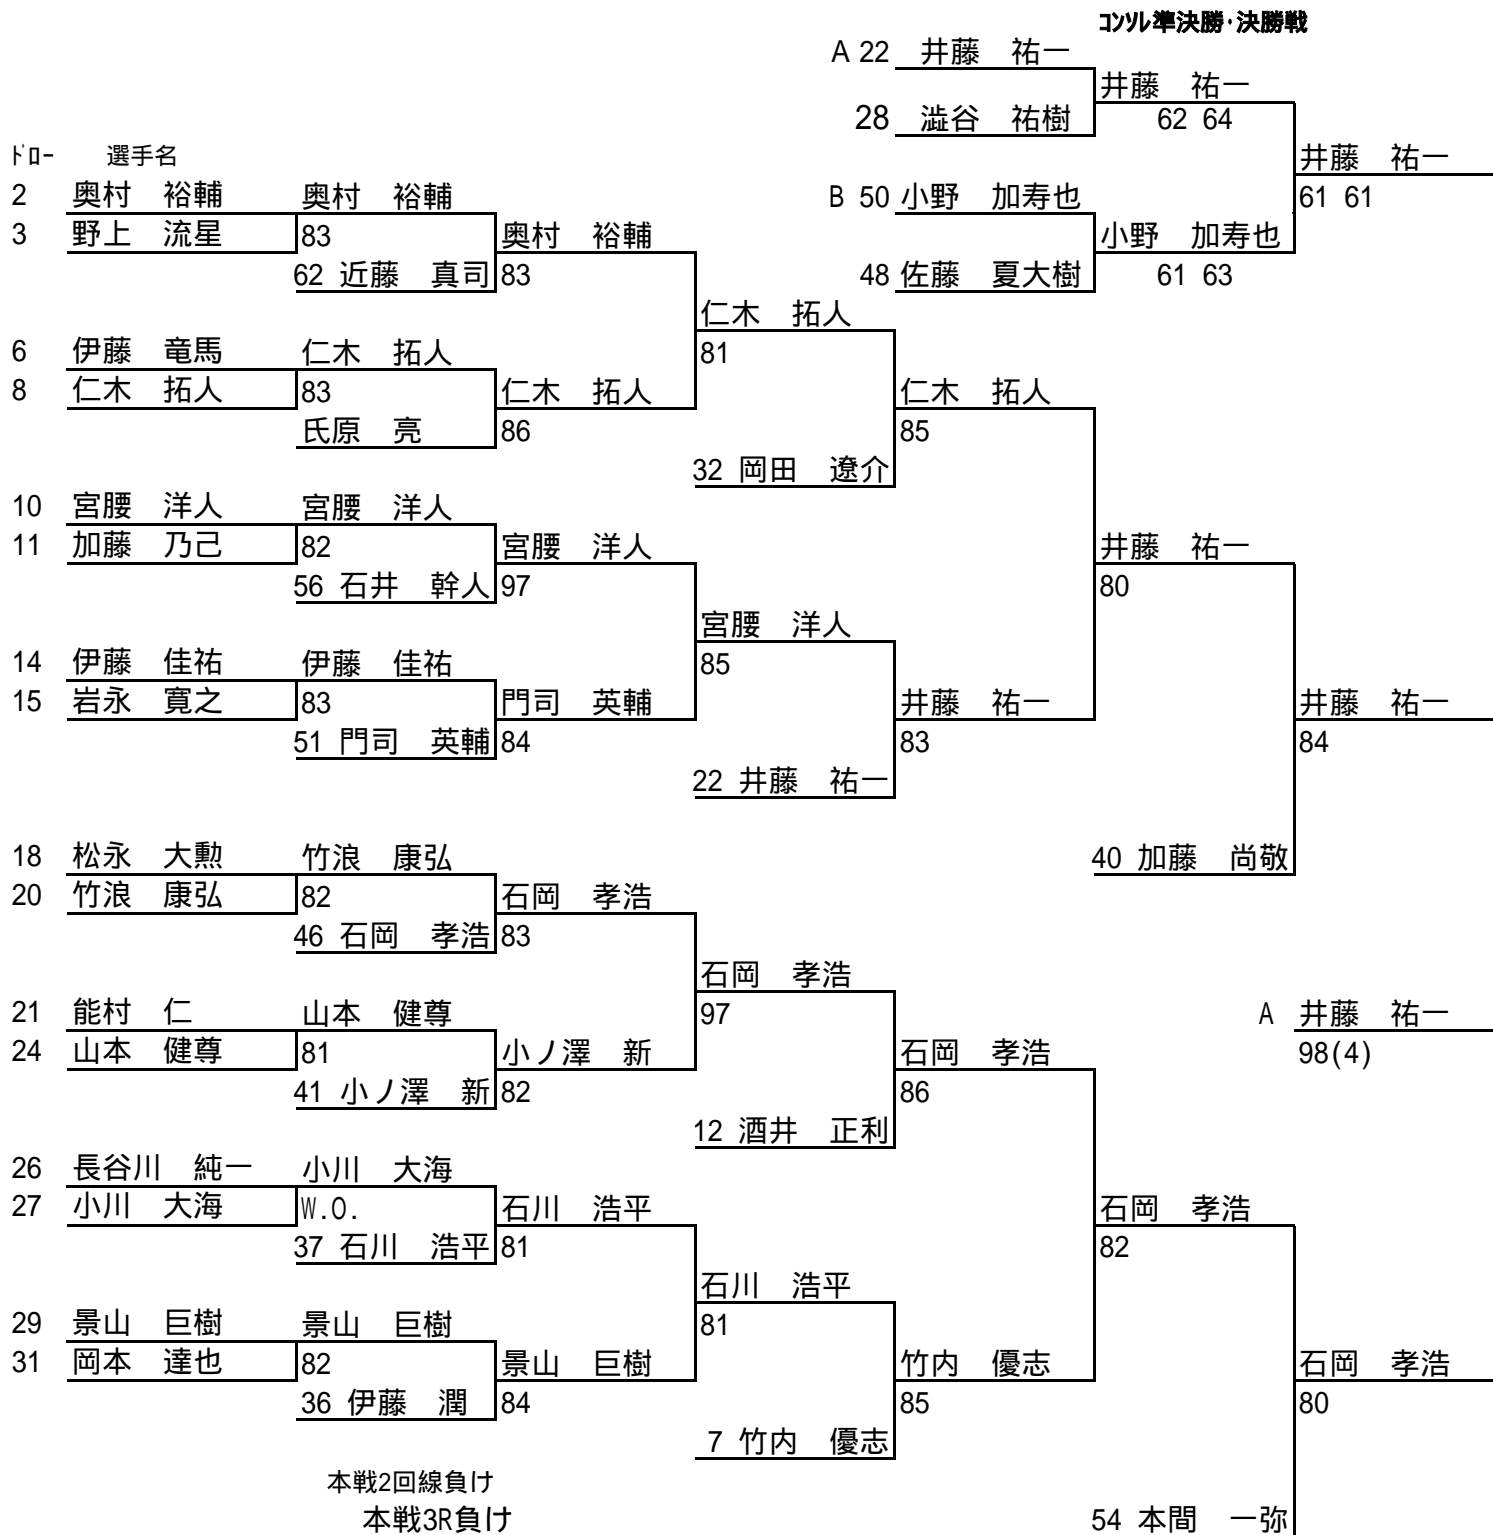 コンソル準決勝・決勝戦
A 22 井藤　祐一
井藤　祐一
28 澁谷　祐樹
62 64
ドロー 選手名
井藤　祐一
2 奥村　裕輔 奥村　裕輔
B 50 小野　加寿也
61 61
3 野上　流星 83
奥村　裕輔
小野　加寿也
62 近藤　真司 83
48 佐藤　夏大樹
61 63
仁木　拓人
6 伊藤　竜馬 仁木　拓人
81
8 仁木　拓人 83
仁木　拓人
仁木　拓人
氏原　亮 86
85
32 岡田　遼介
10 宮腰　洋人 宮腰　洋人
11 加藤　乃己 82
宮腰　洋人
井藤　祐一
56 石井　幹人 97
80
宮腰　洋人
14 伊藤　佳祐 伊藤　佳祐
85
15 岩永　寛之 83
門司　英輔
井藤　祐一
井藤　祐一
51 門司　英輔 84
83
84
22 井藤　祐一
18 松永　大勲 竹浪　康弘
40 加藤　尚敬
20 竹浪　康弘 82
石岡　孝浩
46 石岡　孝浩 83
石岡　孝浩
21 能村　仁 山本　健尊
97
A 井藤　祐一
24 山本　健尊 81
小ノ澤　新
石岡　孝浩
98(4)
41 小ノ澤　新 82
86
12 酒井　正利
26 長谷川　純一 小川　大海
27 小川　大海 W.O.
石川　浩平
石岡　孝浩
37 石川　浩平 81
82
石川　浩平
29 景山　巨樹 景山　巨樹
81
31 岡本　達也 82
景山　巨樹
竹内　優志
石岡　孝浩
36 伊藤　潤 84
85
80
7 竹内　優志
本戦2回線負け
本戦3R負け
54 本間　一弥